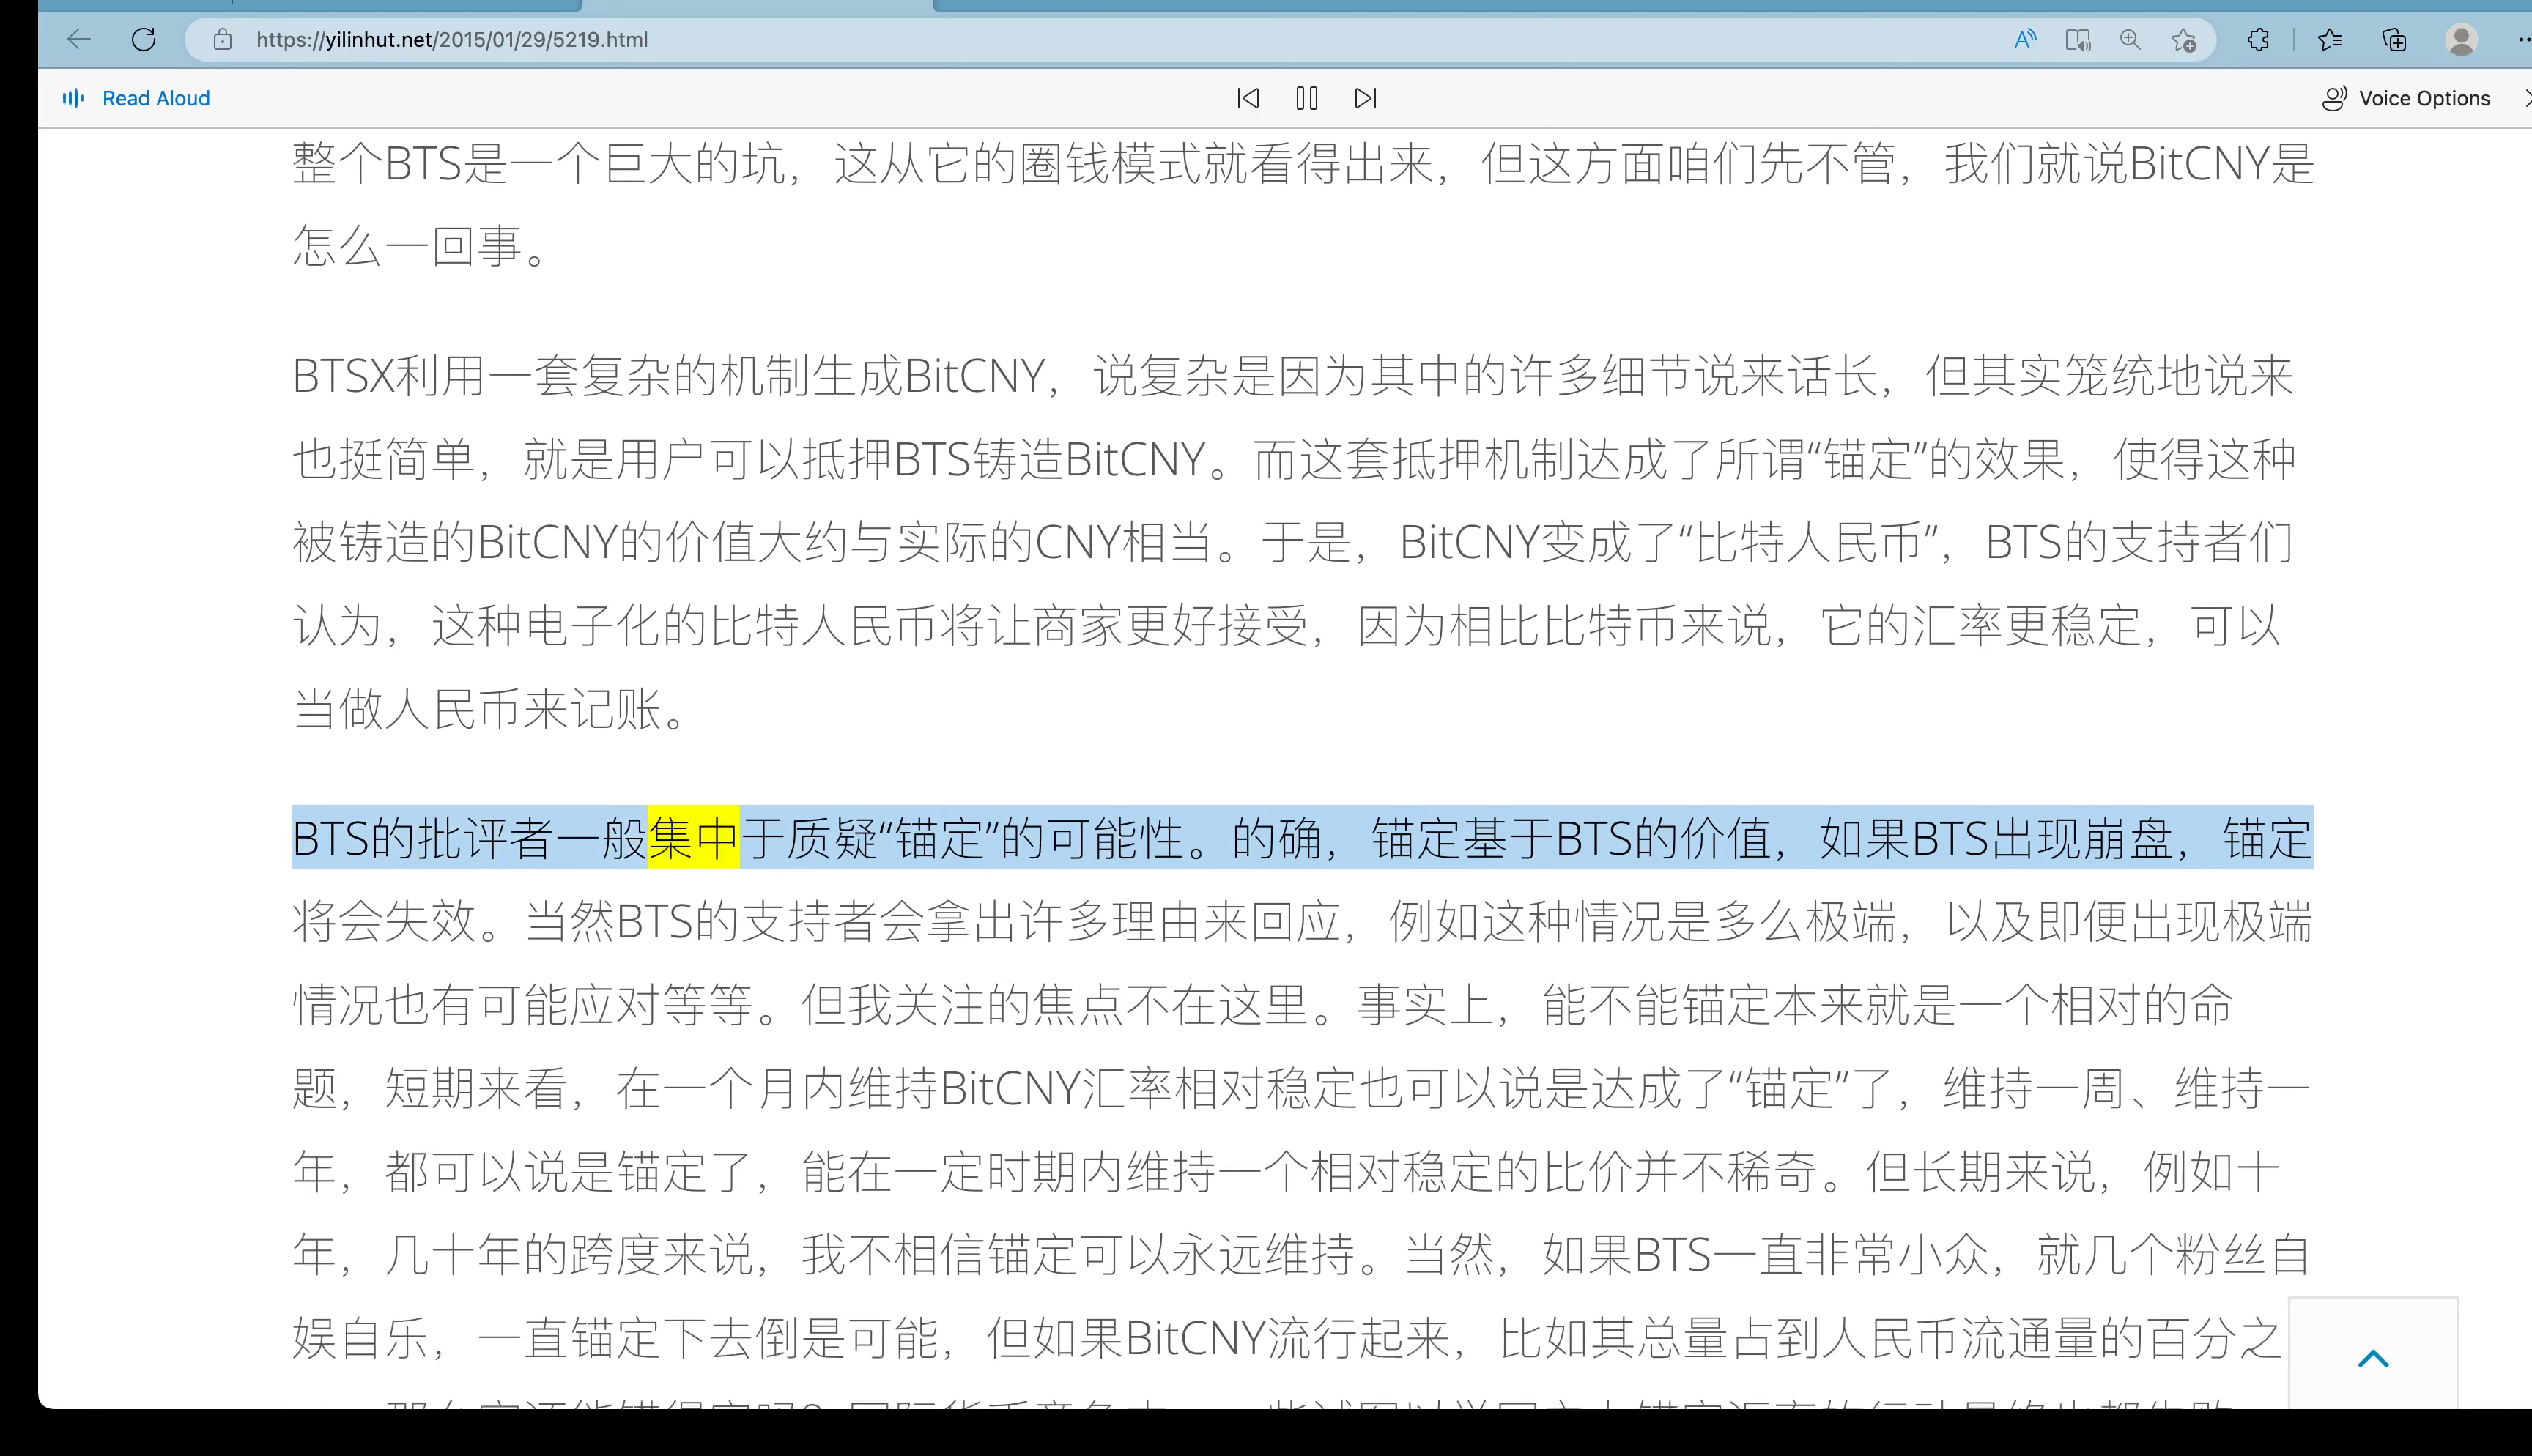 https://yilinhut.net/2015/01/29/5219.html
Read Aloud
Voice Options
整个BTS是一个巨大的坑，这从它的圈钱模式就看得出来，但这方面咱们先不管，我们就说BitCNY是
怎么一回事。
BTSX利用一套复杂的机制生成BitCNY，说复杂是因为其中的许多细节说来话长，但其实笼统地说来
也挺简单，就是用户可以抵押BTS铸造BitCNY。而这套抵押机制达成了所谓“锚定”的效果，使得这种
被铸造的BitCNY的价值大约与实际的CNY相当。于是，BitCNY变成了“比特人民币”，BTS的支持者们
认为，这种电子化的比特人民币将让商家更好接受，因为相比比特币来说，它的汇率更稳定，可以
当做人民币来记账。
BTS的批评者一般集中于质疑“锚定”的可能性。的确，锚定基于BTS的价值，如果BTS出现崩盘，锚定
将会失效。当然BTS的支持者会拿出许多理由来回应，例如这种情况是多么极端，以及即便出现极端
情况也有可能应对等等。但我关注的焦点不在这里。事实上，能不能锚定本来就是一个相对的命
题，短期来看，在一个月内维持BitCNY汇率相对稳定也可以说是达成了“锚定”了，维持一周、维持一
年，都可以说是锚定了，能在一定时期内维持一个相对稳定的比价并不稀奇。但长期来说，例如十
年，几十年的跨度来说，我不相信锚定可以永远维持。当然，如果BTS一直非常小众，就几个粉丝自
娱自乐，一直锚定下去倒是可能，但如果BitCNY流行起来，比如其总量占到人民币流通量的百分之